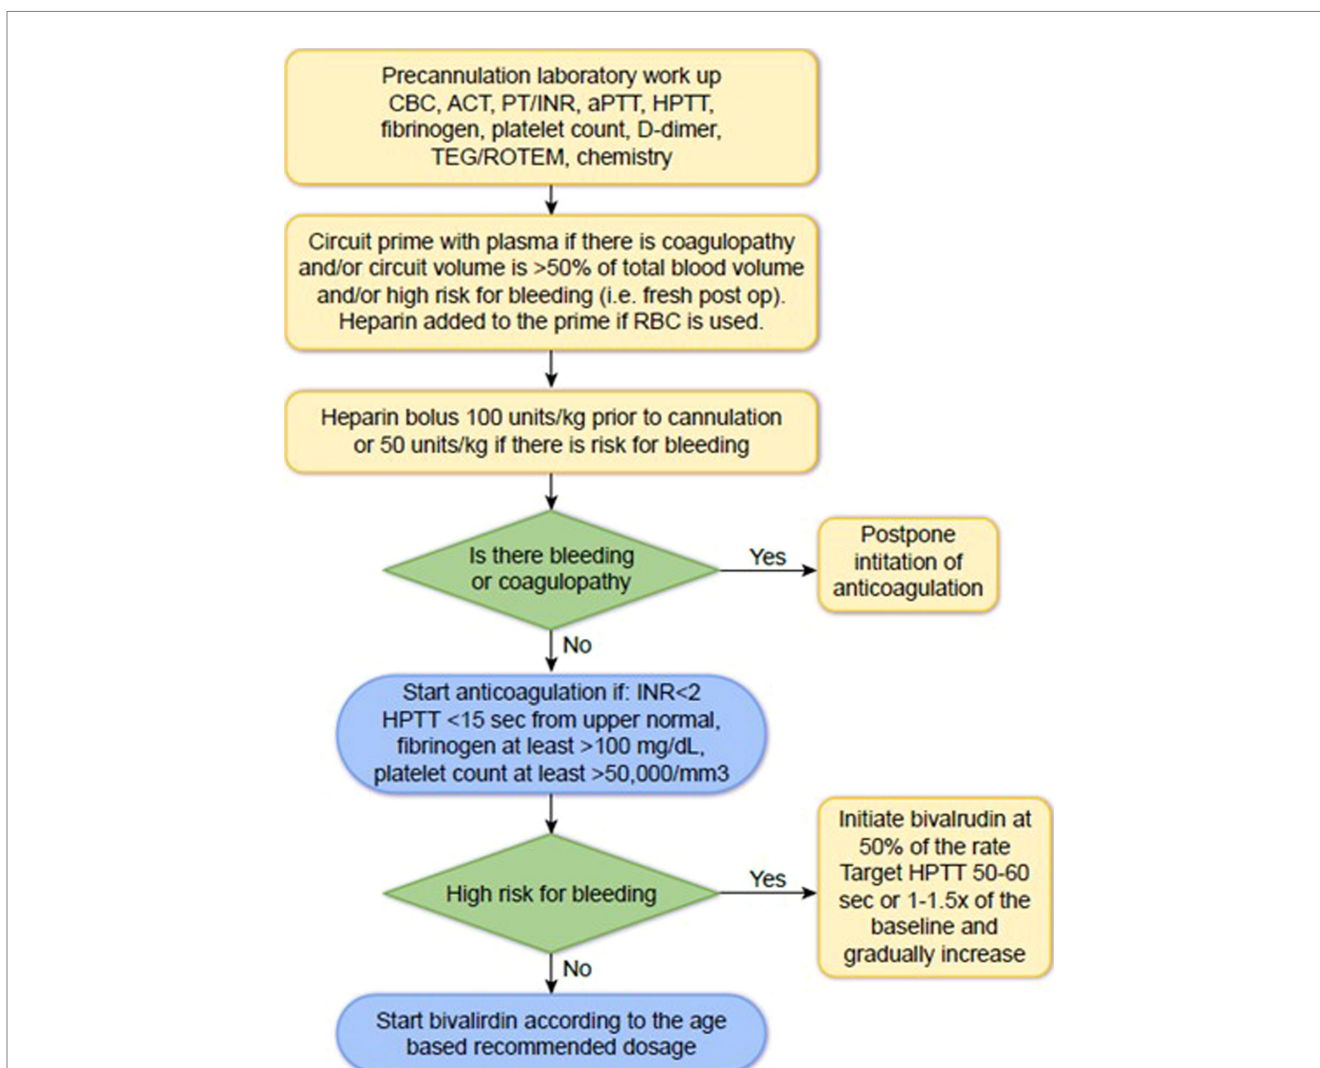 Precannulation laboratory work up
CBC, ACT, PT/INR, aPTT, HPTT,
fibrinogen, platelet count, D-dimer,
TEG/ROTEM, chemistry
Circuit prime with plasma if there is coagulopathy
and/or circuit volume is >50% of total blood volume
and/or high risk for bleeding (i.e. fresh post op).
Heparin added to the prime if RBC is used.
Heparin bolus 100 units/kg prior to cannulation
or 50 units/kg if there is risk for bleeding
Is there bleeding
or coagulopathy
Yes
Postpone
intitation of
anticoagulation
No
Start anticoagulation if: INR<2
HPTT <15 sec from upper normal,
fibrinogen at least >100 mg/dL,
platelet count at least >50,000/mm3
High risk for bleeding
Yes
Initiate bivalrudin at
50% of the rate
Target HPTT 50-60
sec or 1-1.5x of the
baseline and
gradually increase
No
Start bivalirdin according to the age
based recommended dosage